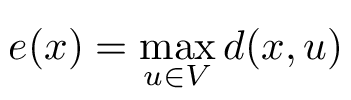 e(x) = max_{u∈V} d(x, u)